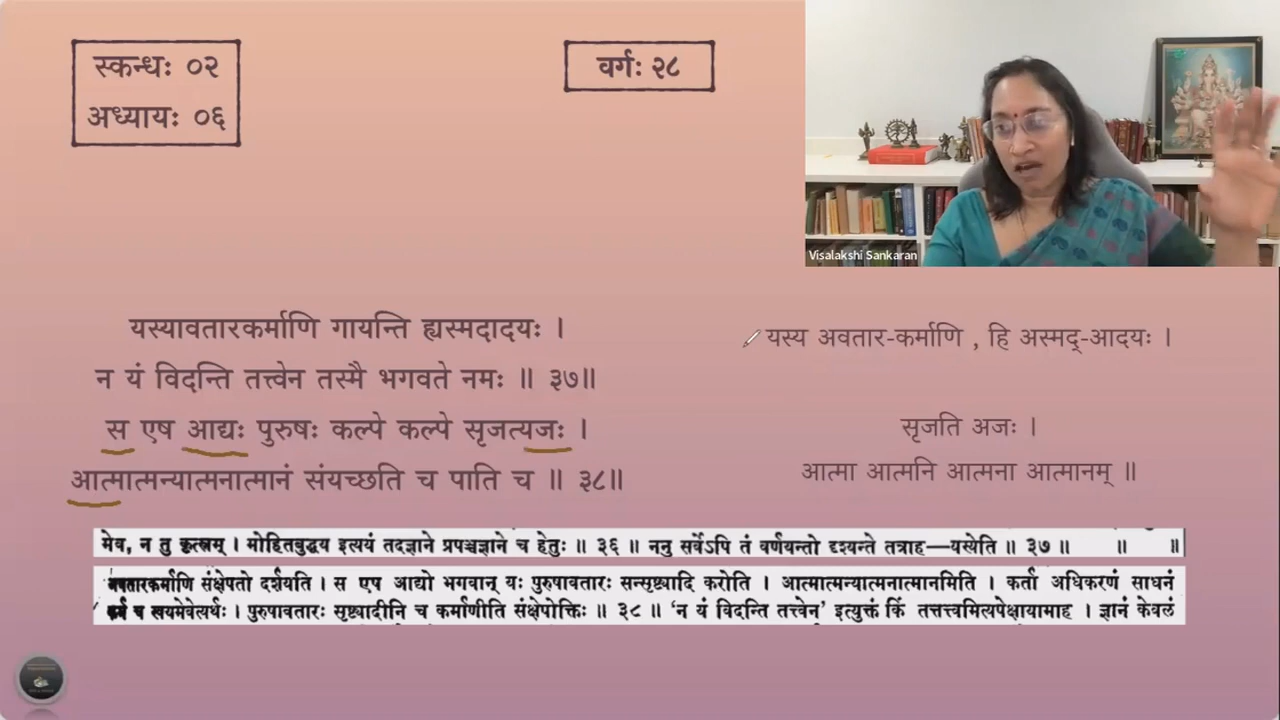 स्कन्धः ०२
अध्यायः ०६
वर्गः २८
Visalakshi Sankaran
यस्यावतारकर्माणि गायन्ति ह्यस्मदादयः ।
न यं विदन्ति तत्त्वेन तस्मै भगवते नमः ॥ ३७॥
स एष आद्यः पुरुषः कल्पे कल्पे सृजत्यजः ।
आत्मात्मन्यात्मनात्मानं संयच्छति च पाति च ॥ ३८॥
यस्य अवतार-कर्माणि , हि अस्मद्-आदयः ।
सृजति अजः ।
आत्मा आत्मनि आत्मना आत्मानम् ॥
मेव, न तु कृत्स्नम् । मोहितबुद्धय इत्ययं तदज्ञाने प्रपञ्चज्ञाने च हेतुः ॥ ३६ ॥ ननु सर्वेऽपि तं वर्णयन्तो दृश्यन्ते तत्राह—यस्येति ॥ ३७ ॥ ॥ ॥
अवतारकर्माणि संक्षेपतो दर्शयति । स एष आद्यो भगवान् यः पुरुषावतारः सन्सृष्ट्यादि करोति । आत्मात्मन्यात्मनात्मानमिति । कर्ता अधिकरणं साधनं
कर्म च स्वयमेवेत्यर्थः । पुरुषावतारः सृष्ट्यादीनि च कर्माणीति संक्षेपोक्तिः ॥ ३८ ॥ 'न यं विदन्ति तत्त्वेन' इत्युक्तं किं तत्तत्त्वमित्यपेक्षायामाह । ज्ञानं केवलं